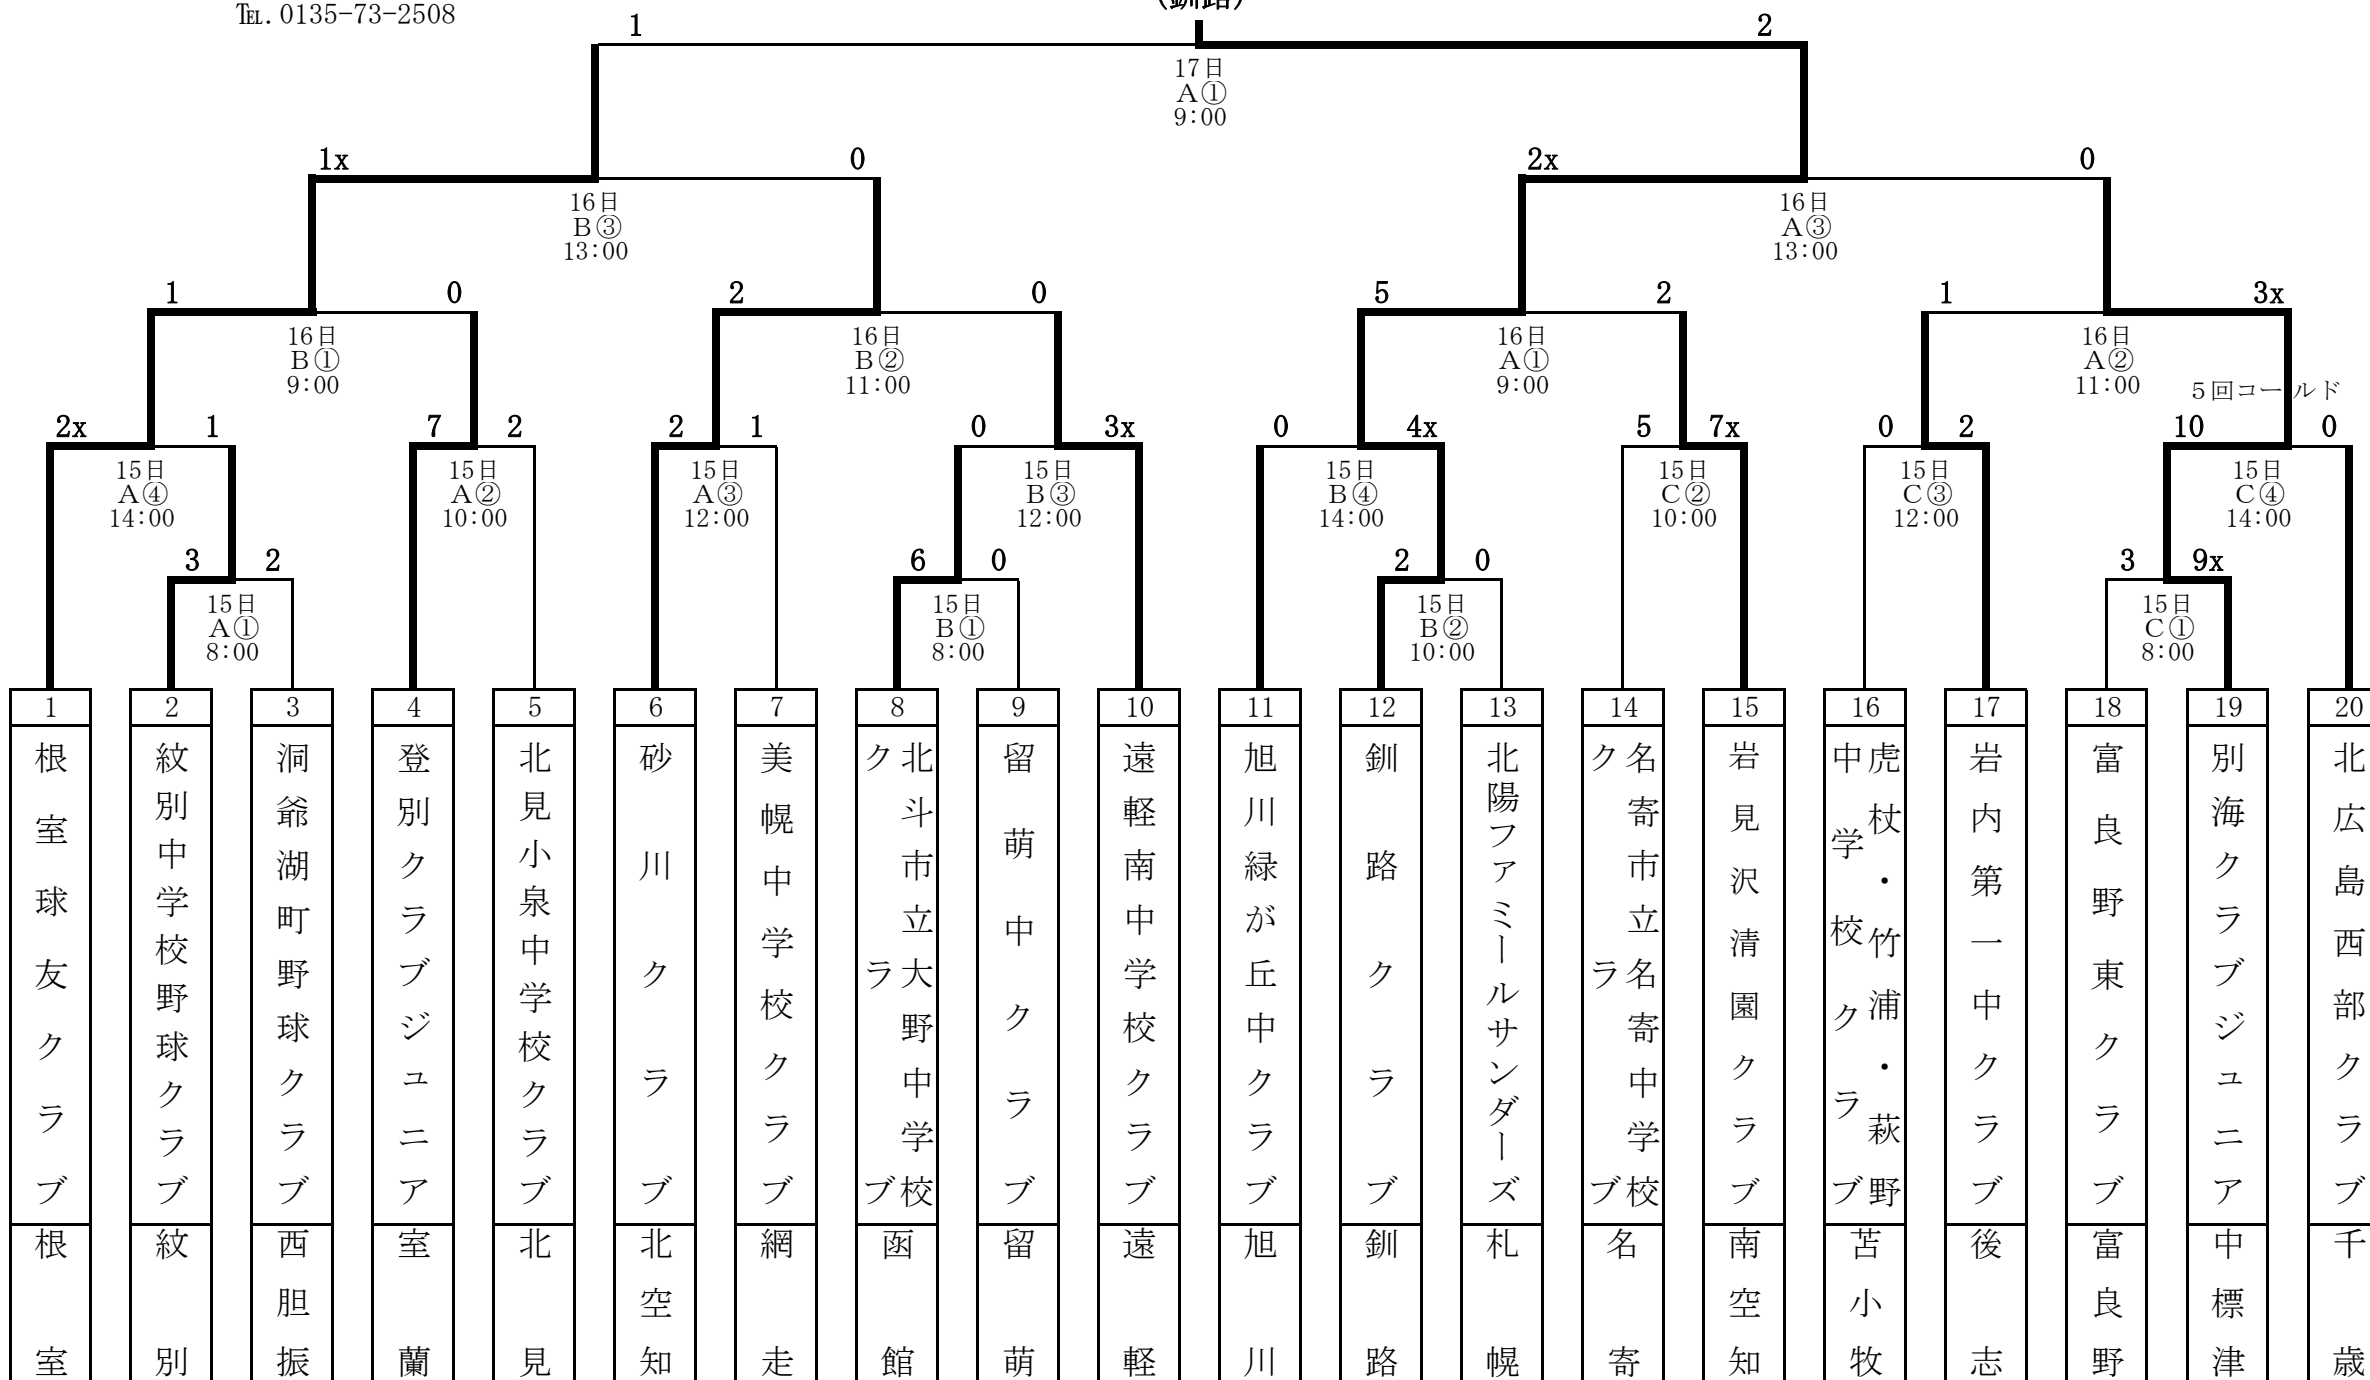 ℡.0135-73-2508
(釧路)
1
2
17日
A①
9:00
1x
0
2x
0
16日
B③
13:00
16日
A③
13:00
1
0
2
0
5
2
1
3x
16日
B①
9:00
16日
B②
11:00
16日
A①
9:00
16日
A②
11:00
5回コールド
2x
1
7
2
2
1
0
3x
0
4x
5
7x
0
2
10
0
15日
A④
14:00
15日
A②
10:00
15日
A③
12:00
15日
B③
12:00
15日
B④
14:00
15日
C②
10:00
15日
C③
12:00
15日
C④
14:00
3
2
6
0
2
0
3
9x
15日
A①
8:00
15日
B①
8:00
15日
B②
10:00
15日
C①
8:00
1
根室球友クラブ
根室
2
紋別中学校野球クラブ
紋別
3
洞爺湖町野球クラブ
西胆振
4
登別クラブジュニア
室蘭
5
北見小泉中学校クラブ
北見
6
砂川クラブ
北空知
7
美幌中学校クラブ
網走
8
北斗市立大野中学校
クラブ
函館
9
留萌中クラブ
留萌
10
遠軽南中学校クラブ
遠軽
11
旭川緑が丘中クラブ
旭川
12
釧路クラブ
釧路
13
北陽ファミールサンダーズ
札幌
14
名寄市立名寄中学校
クラブ
名寄
15
岩見沢清園クラブ
南空知
16
虎杖・竹浦・萩野
中学校クラブ
苫小牧
17
岩内第一中クラブ
後志
18
富良野東クラブ
富良野
19
別海クラブジュニア
中標津
20
北広島西部クラブ
千歳